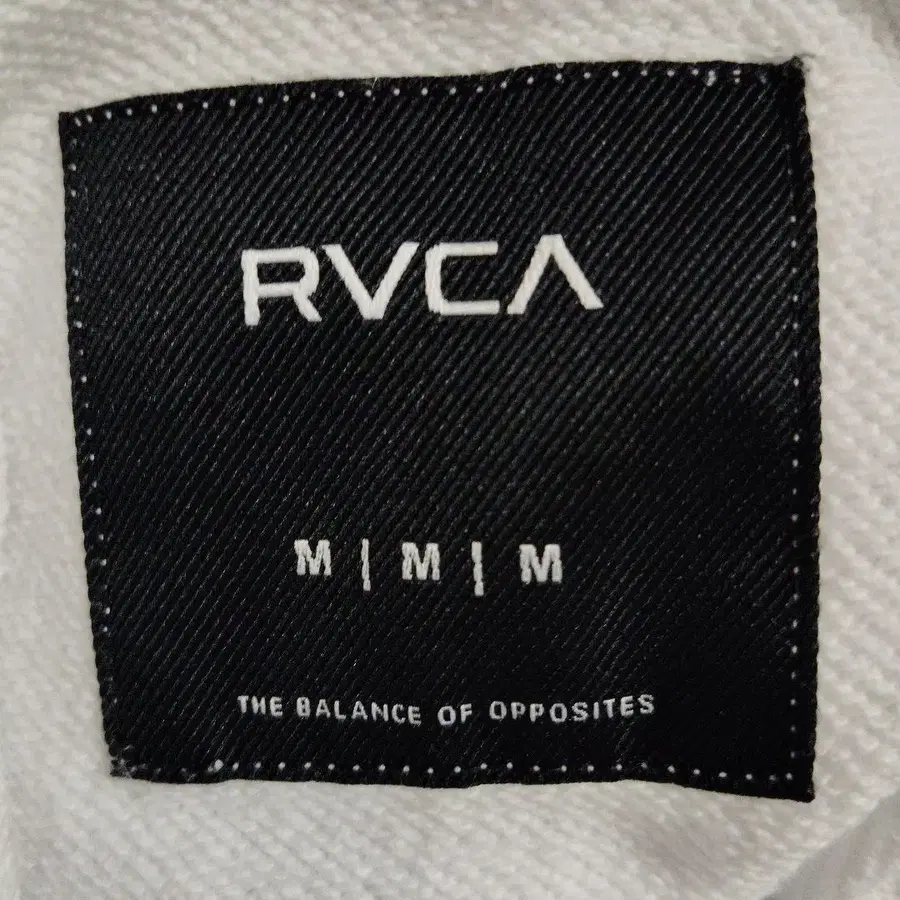 RVCA
M | M | M
THE BALANCE OF OPPOSITES